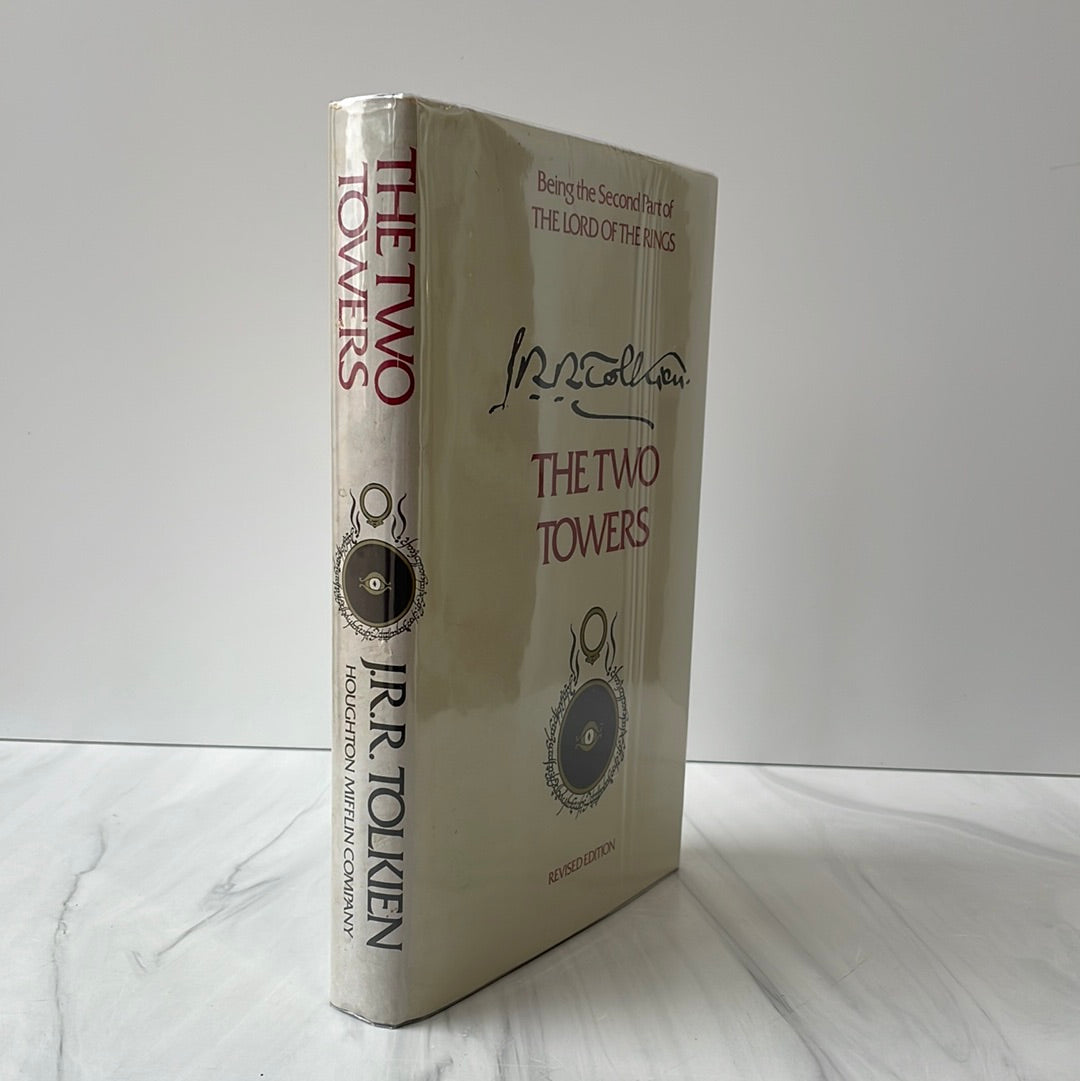 THE TWO
TOWERS
J.R.R. TOLKIEN
HOUGHTON MIFFLIN COMPANY
Being the Second Part of
THE LORD OF THE RINGS
J.R.R. Tolkien.
THE TWO
TOWERS
REVISED EDITION